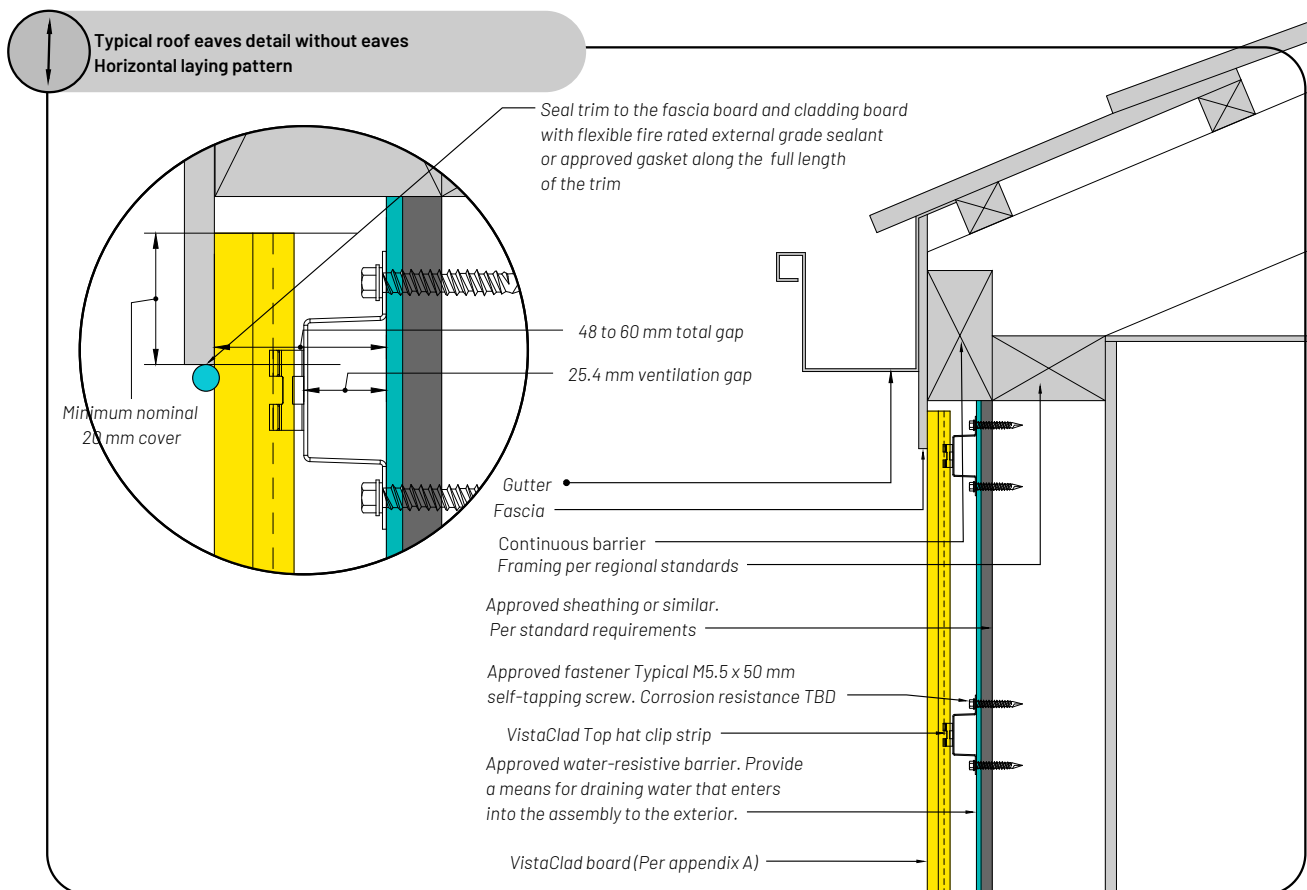 Typical roof eaves detail without eaves
Horizontal laying pattern
Seal trim to the fascia board and cladding board
with flexible fire rated external grade sealant
or approved gasket along the full length
of the trim
48 to 60 mm total gap
25.4 mm ventilation gap
Minimum nominal
20 mm cover
Gutter
Fascia
Continuous barrier
Framing per regional standards
Approved sheathing or similar.
Per standard requirements
Approved fastener Typical M5.5 x 50 mm
self-tapping screw. Corrosion resistance TBD
VistaClad Top hat clip strip
Approved water-resistive barrier. Provide
a means for draining water that enters
into the assembly to the exterior.
VistaClad board (Per appendix A)